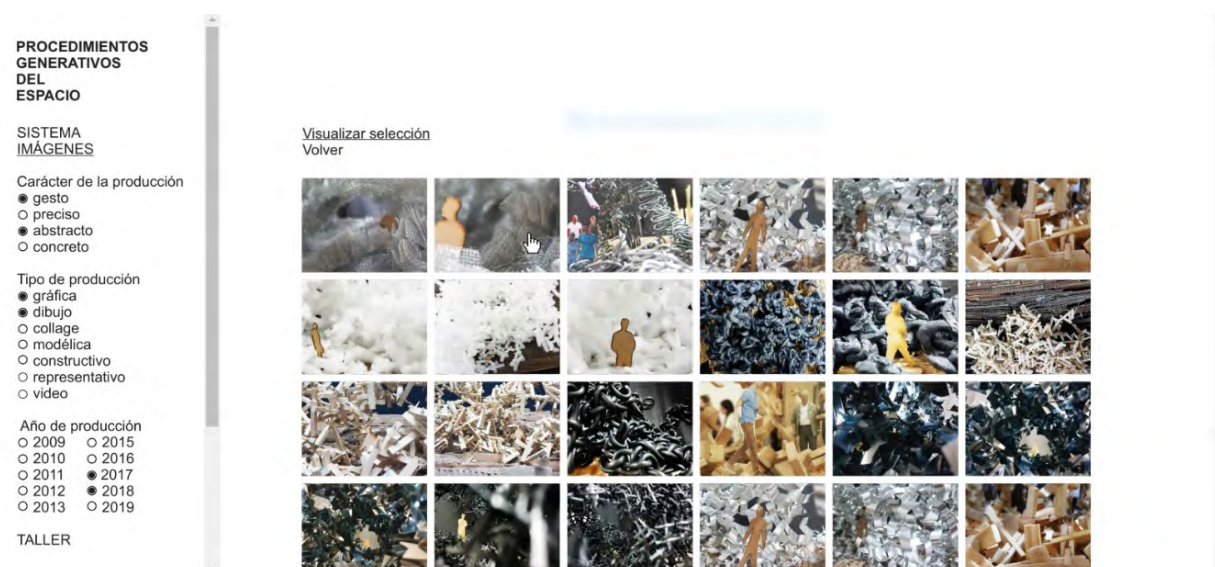 PROCEDIMIENTOS
GENERATIVOS
DEL
ESPACIO
SISTEMA
IMÁGENES
Carácter de la producción
gesto
preciso
abstracto
concreto
Tipo de producción
gráfica
dibujo
collage
modélica
constructivo
representativo
video
Año de producción
2009 2015
2010 2016
2011 2017
2012 2018
2013 2019
TALLER
Visualizar selección
Volver